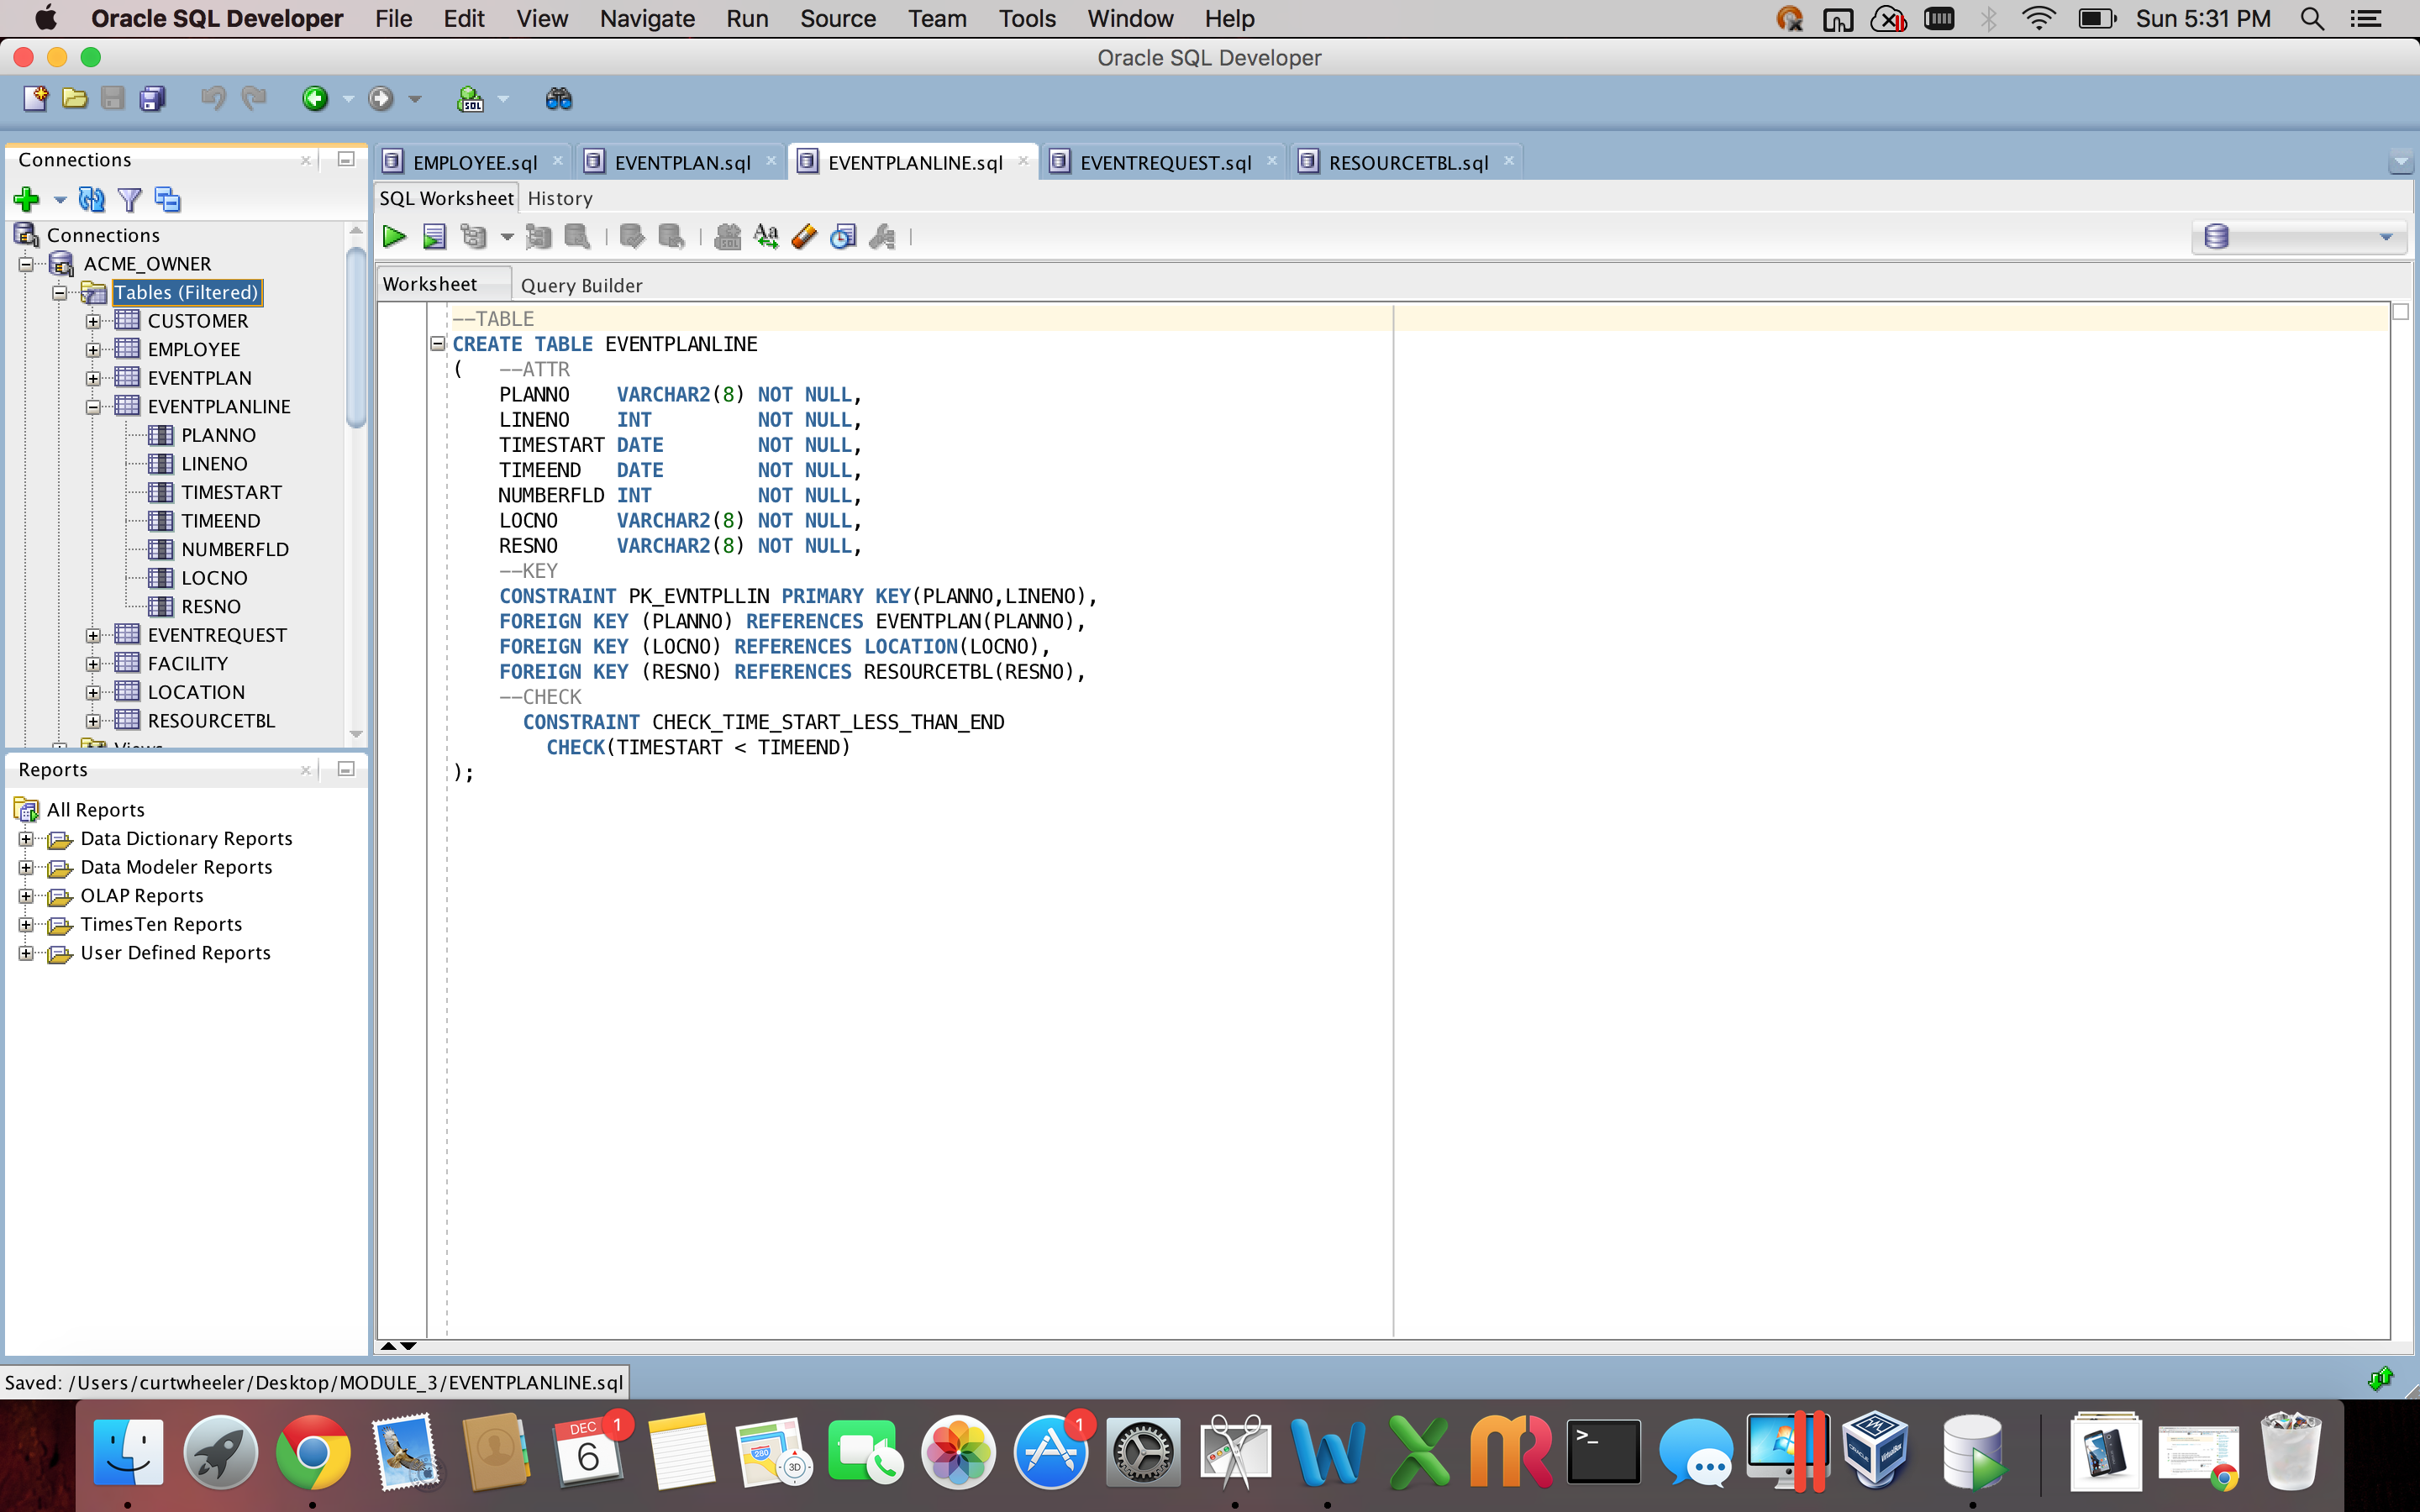 Oracle SQL Developer File Edit View Navigate Run Source Team Tools Window Help Sun 5:31 PM
Oracle SQL Developer
SQL
Connections
EMPLOYEE.sql EVENTPLAN.sql EVENTPLANLINE.sql EVENTREQUEST.sql RESOURCETBL.sql
SQL Worksheet History
Worksheet Query Builder
Connections
ACME_OWNER
Tables (Filtered)
CUSTOMER
EMPLOYEE
EVENTPLAN
EVENTPLANLINE
PLANNO
LINENO
TIMESTART
TIMEEND
NUMBERFLD
LOCNO
RESNO
EVENTREQUEST
FACILITY
LOCATION
RESOURCETBL
Views
--TABLE
CREATE TABLE EVENTPLANLINE
( --ATTR
PLANNO VARCHAR2(8) NOT NULL,
LINENO INT NOT NULL,
TIMESTART DATE NOT NULL,
TIMEEND DATE NOT NULL,
NUMBERFLD INT NOT NULL,
LOCNO VARCHAR2(8) NOT NULL,
RESNO VARCHAR2(8) NOT NULL,
--KEY
CONSTRAINT PK_EVNTPLLIN PRIMARY KEY(PLANNO,LINENO),
FOREIGN KEY (PLANNO) REFERENCES EVENTPLAN(PLANNO),
FOREIGN KEY (LOCNO) REFERENCES LOCATION(LOCNO),
FOREIGN KEY (RESNO) REFERENCES RESOURCETBL(RESNO),
--CHECK
CONSTRAINT CHECK_TIME_START_LESS_THAN_END
CHECK(TIMESTART < TIMEEND)
);
Reports
All Reports
Data Dictionary Reports
Data Modeler Reports
OLAP Reports
TimesTen Reports
User Defined Reports
Saved: /Users/curtwheeler/Desktop/MODULE_3/EVENTPLANLINE.sql
DEC
6
1
280
3D
1
>_